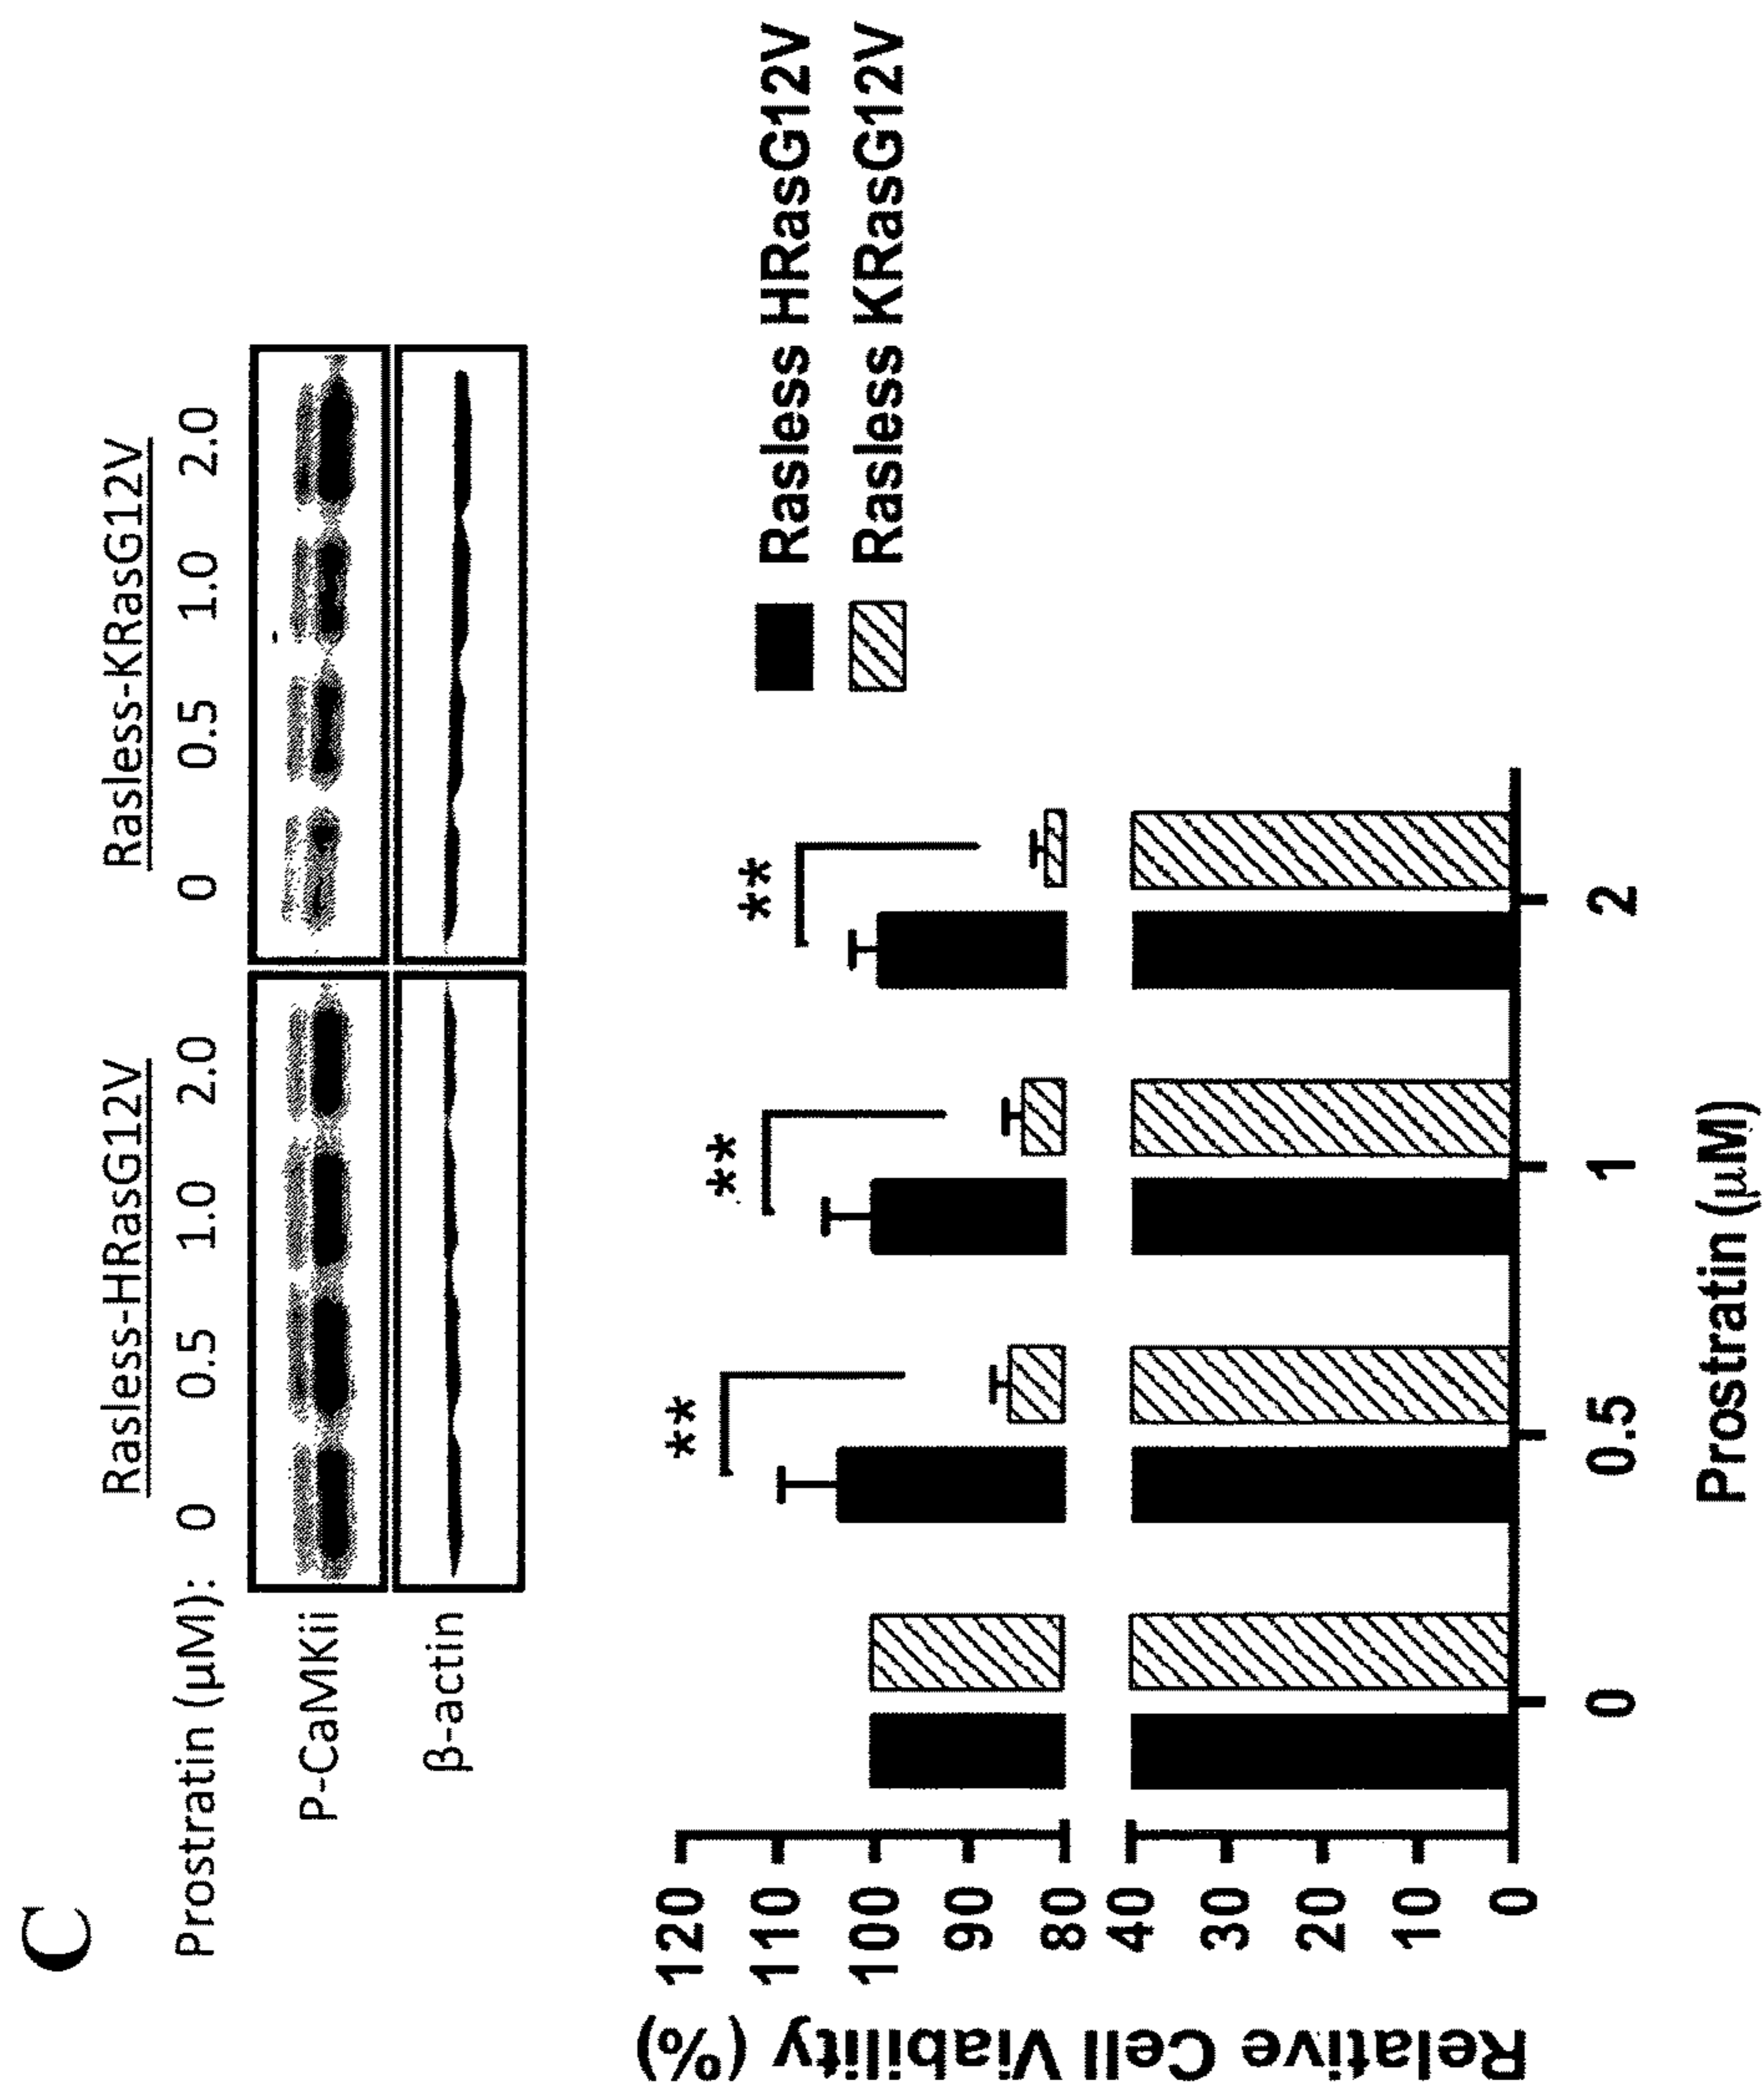 C
Rasless-HRasG12V Rasless-KRasG12V
Prostratin (µM): 0 0.5 1.0 2.0 0 0.5 1.0 2.0
P-CaMKii
β-actin
Relative Cell Viability (%)
120
110
100
90
80
40
30
20
10
0
**
**
**
Rasless HRasG12V
Rasless KRasG12V
0 0.5 1 2
Prostratin (µM)